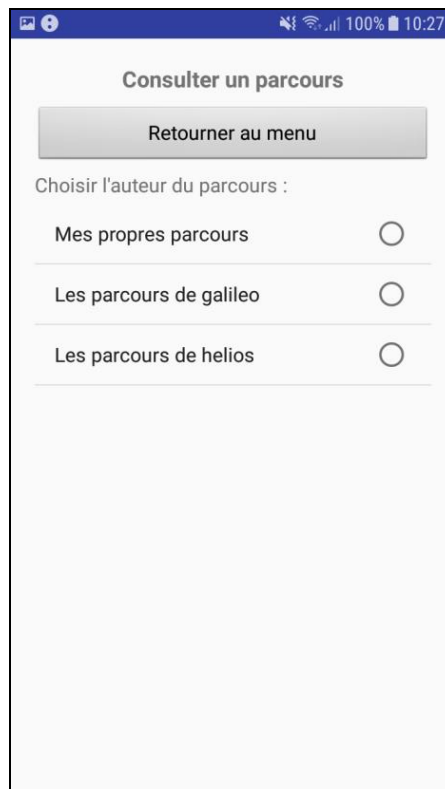 100% 10:27
Consulter un parcours
Retourner au menu
Choisir l'auteur du parcours :
Mes propres parcours
Les parcours de galileo
Les parcours de helios